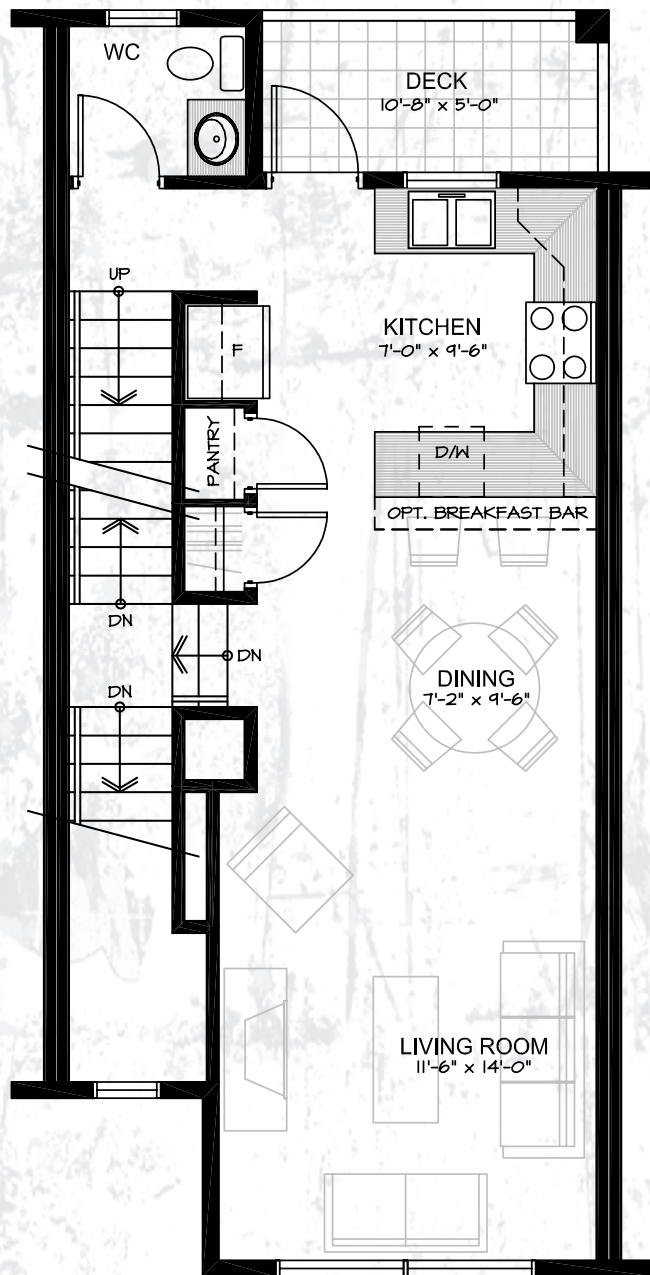 WC
DECK
10'-8" x 5'-0"
UP
F
KITCHEN
7'-0" x 9'-6"
PANTRY
D/W
OPT. BREAKFAST BAR
DN
DN
DN
DINING
7'-2" x 9'-6"
LIVING ROOM
11'-6" x 14'-0"